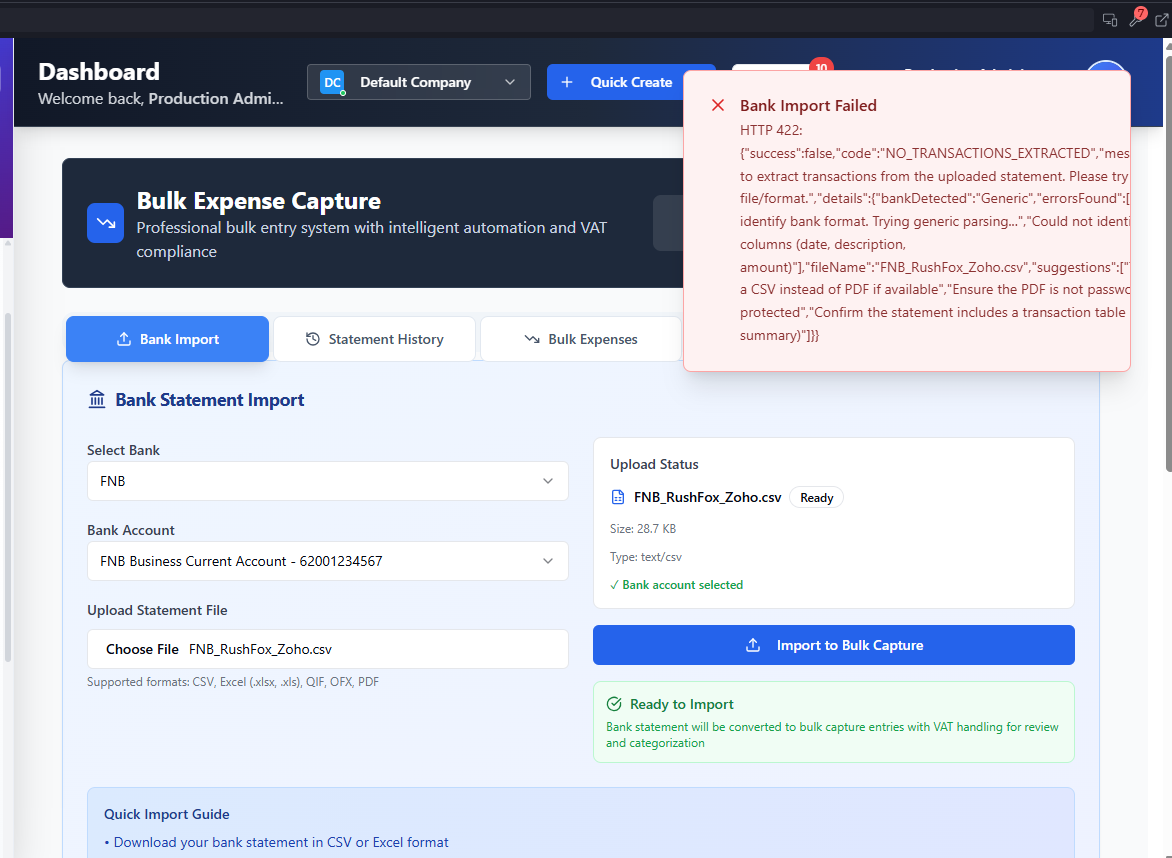 7
Dashboard
Welcome back, Production Admi...
DC
Default Company
+ Quick Create
10
Bank Import Failed
HTTP 422:
{"success":false,"code":"NO_TRANSACTIONS_EXTRACTED","mes
to extract transactions from the uploaded statement. Please try
file/format.","details":{"bankDetected":"Generic","errorsFound":[
identify bank format. Trying generic parsing...","Could not identi
columns (date, description,
amount)"],"fileName":"FNB_RushFox_Zoho.csv","suggestions":["
a CSV instead of PDF if available","Ensure the PDF is not passwo
protected","Confirm the statement includes a transaction table
summary)"]}}
Bulk Expense Capture
Professional bulk entry system with intelligent automation and VAT
compliance
Bank Import
Statement History
Bulk Expenses
Bank Statement Import
Select Bank
FNB
Bank Account
FNB Business Current Account - 62001234567
Upload Statement File
Choose File FNB_RushFox_Zoho.csv
Supported formats: CSV, Excel (.xlsx, .xls), QIF, OFX, PDF
Upload Status
FNB_RushFox_Zoho.csv Ready
Size: 28.7 KB
Type: text/csv
✓ Bank account selected
Import to Bulk Capture
Ready to Import
Bank statement will be converted to bulk capture entries with VAT handling for review
and categorization
Quick Import Guide
• Download your bank statement in CSV or Excel format